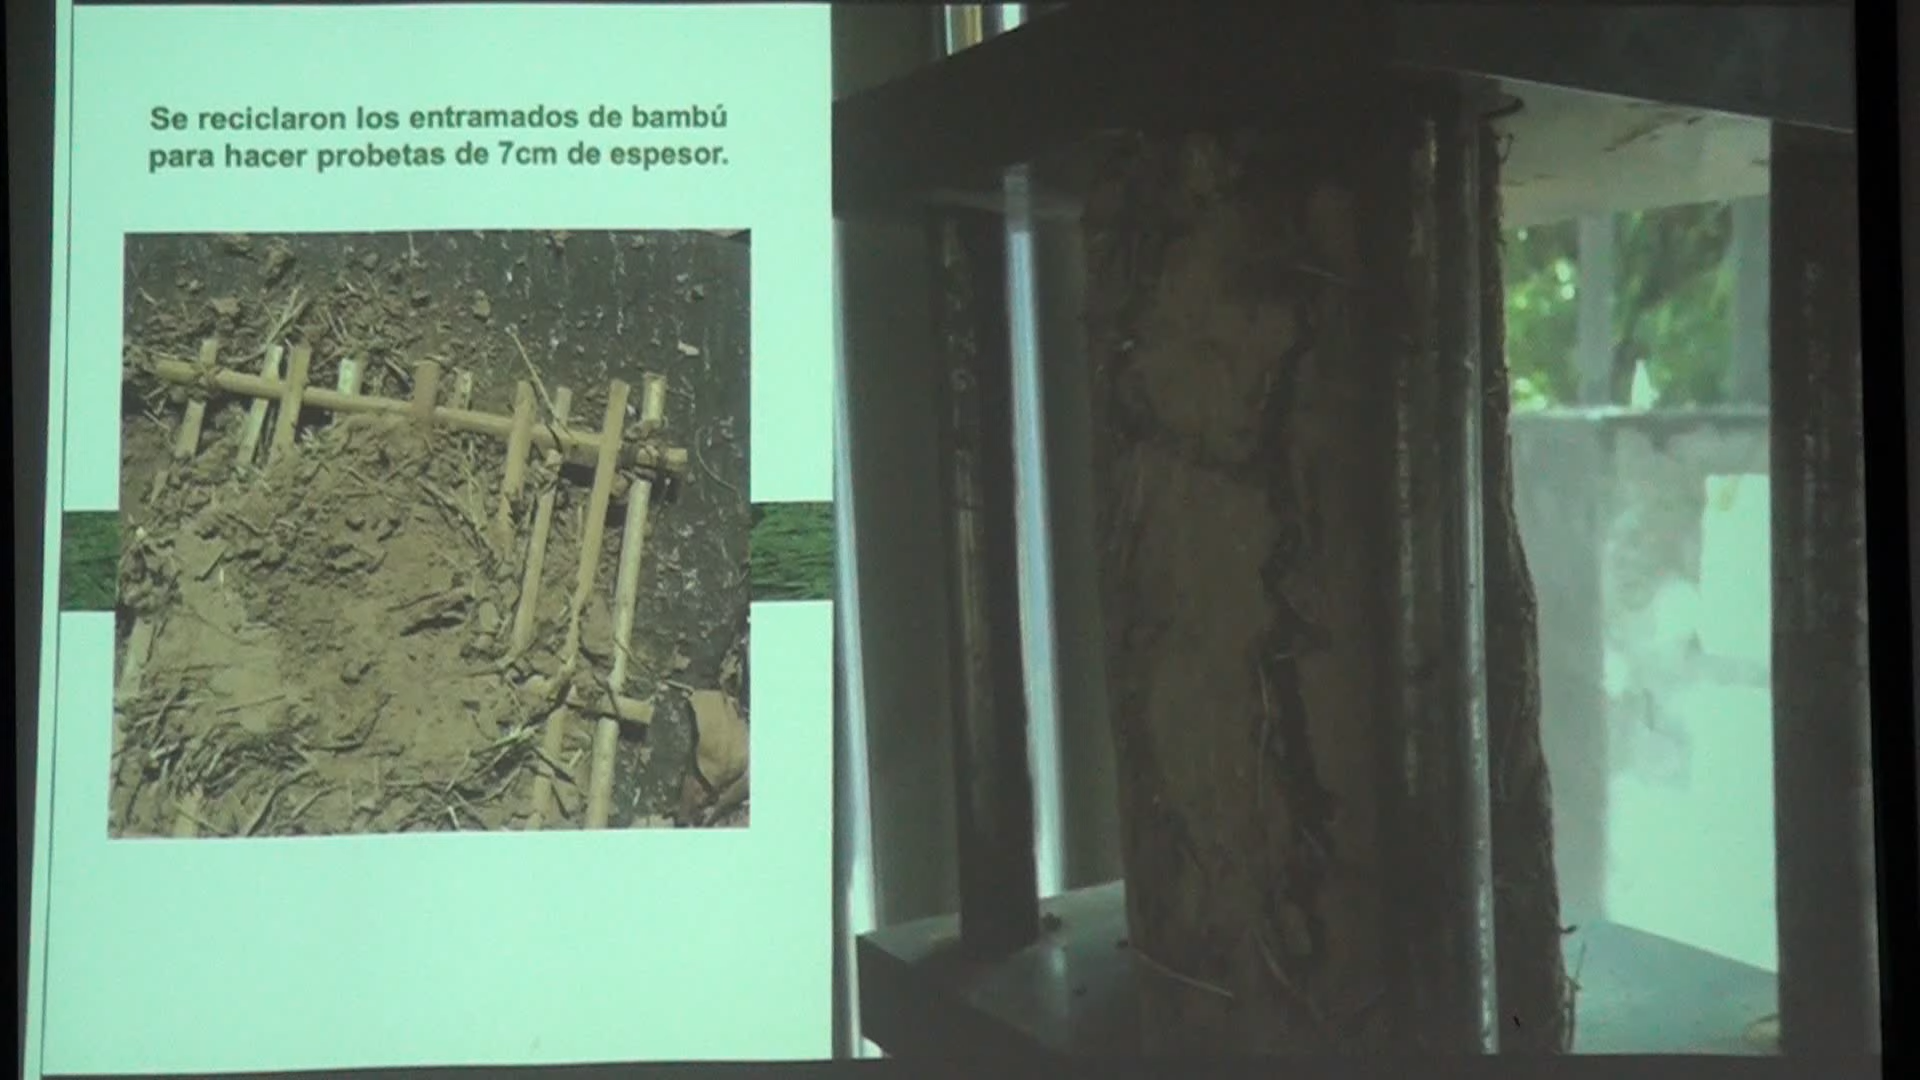 Se reciclaron los entramados de bambú
para hacer probetas de 7cm de espesor.